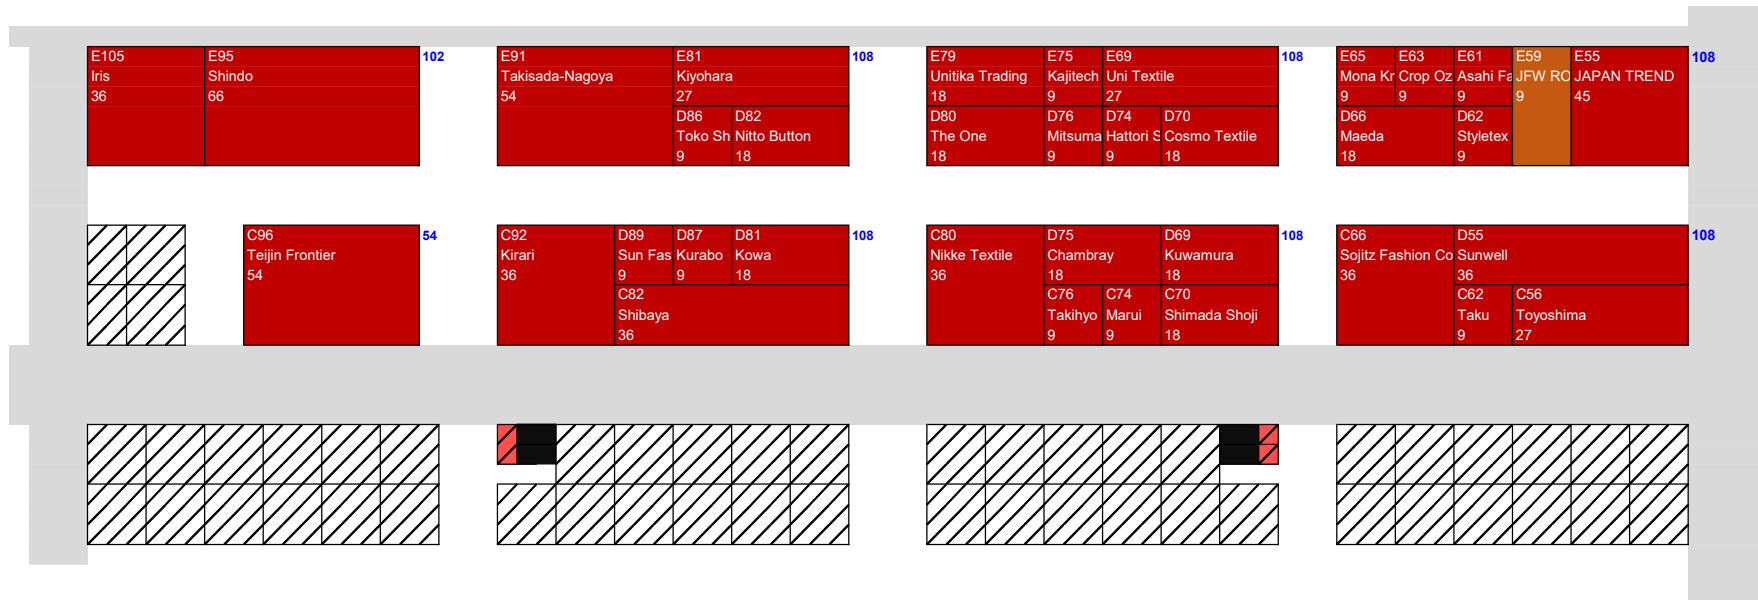 E105
Iris
36
E95
Shindo
66
102
E91
Takisada-Nagoya
54
E81
Kiyohara
27
108
D86
Toko Sh
9
D82
Nitto Button
18
E79
Unitika Trading
18
E75
Kajitech
9
E69
Uni Textile
27
108
D80
The One
18
D76
Mitsuma
9
D74
Hattori S
9
D70
Cosmo Textile
18
E65
Mona Kr
9
E63
Crop Oz
9
E61
Asahi Fa
9
E59
JFW RO
9
E55
JAPAN TREND
45
108
D66
Maeda
18
D62
Styletex
9
C96
Teijin Frontier
54
54
C92
Kirari
36
D89
Sun Fas
9
D87
Kurabo
9
D81
Kowa
18
108
C82
Shibaya
36
C80
Nikke Textile
36
D75
Chambray
18
D69
Kuwamura
18
108
C76
Takihyo
9
C74
Marui
9
C70
Shimada Shoji
18
C66
Sojitz Fashion Co
36
D55
Sunwell
36
108
C62
Taku
9
C56
Toyoshima
27